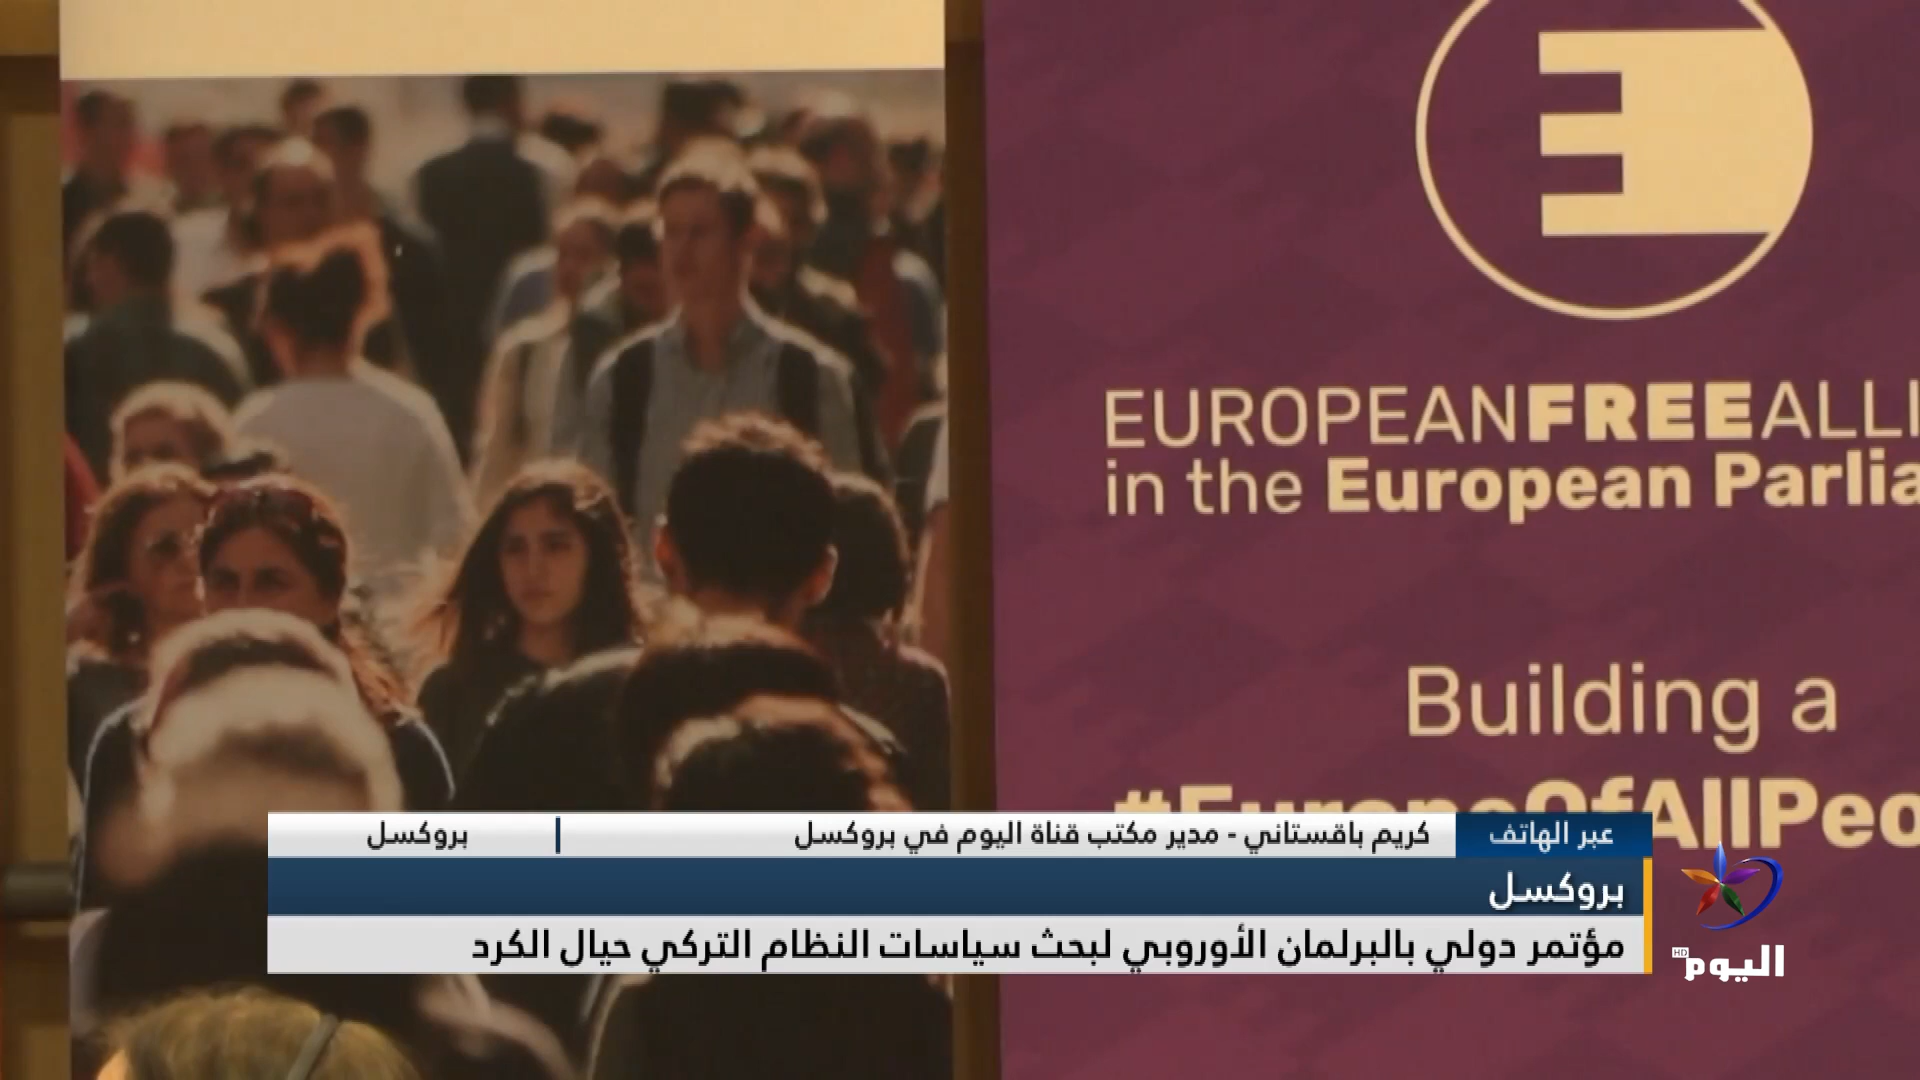 EUROPEANFREEALLI
in the European Parlia
Building a
#EuropeOfAllPeo
عبر الهاتف
كريم باقستاني - مدير مكتب قناة اليوم في بروكسل
بروكسل
بروكسل
مؤتمر دولي بالبرلمان الأوروبي لبحث سياسات النظام التركي حيال الكرد
اليوم
HD